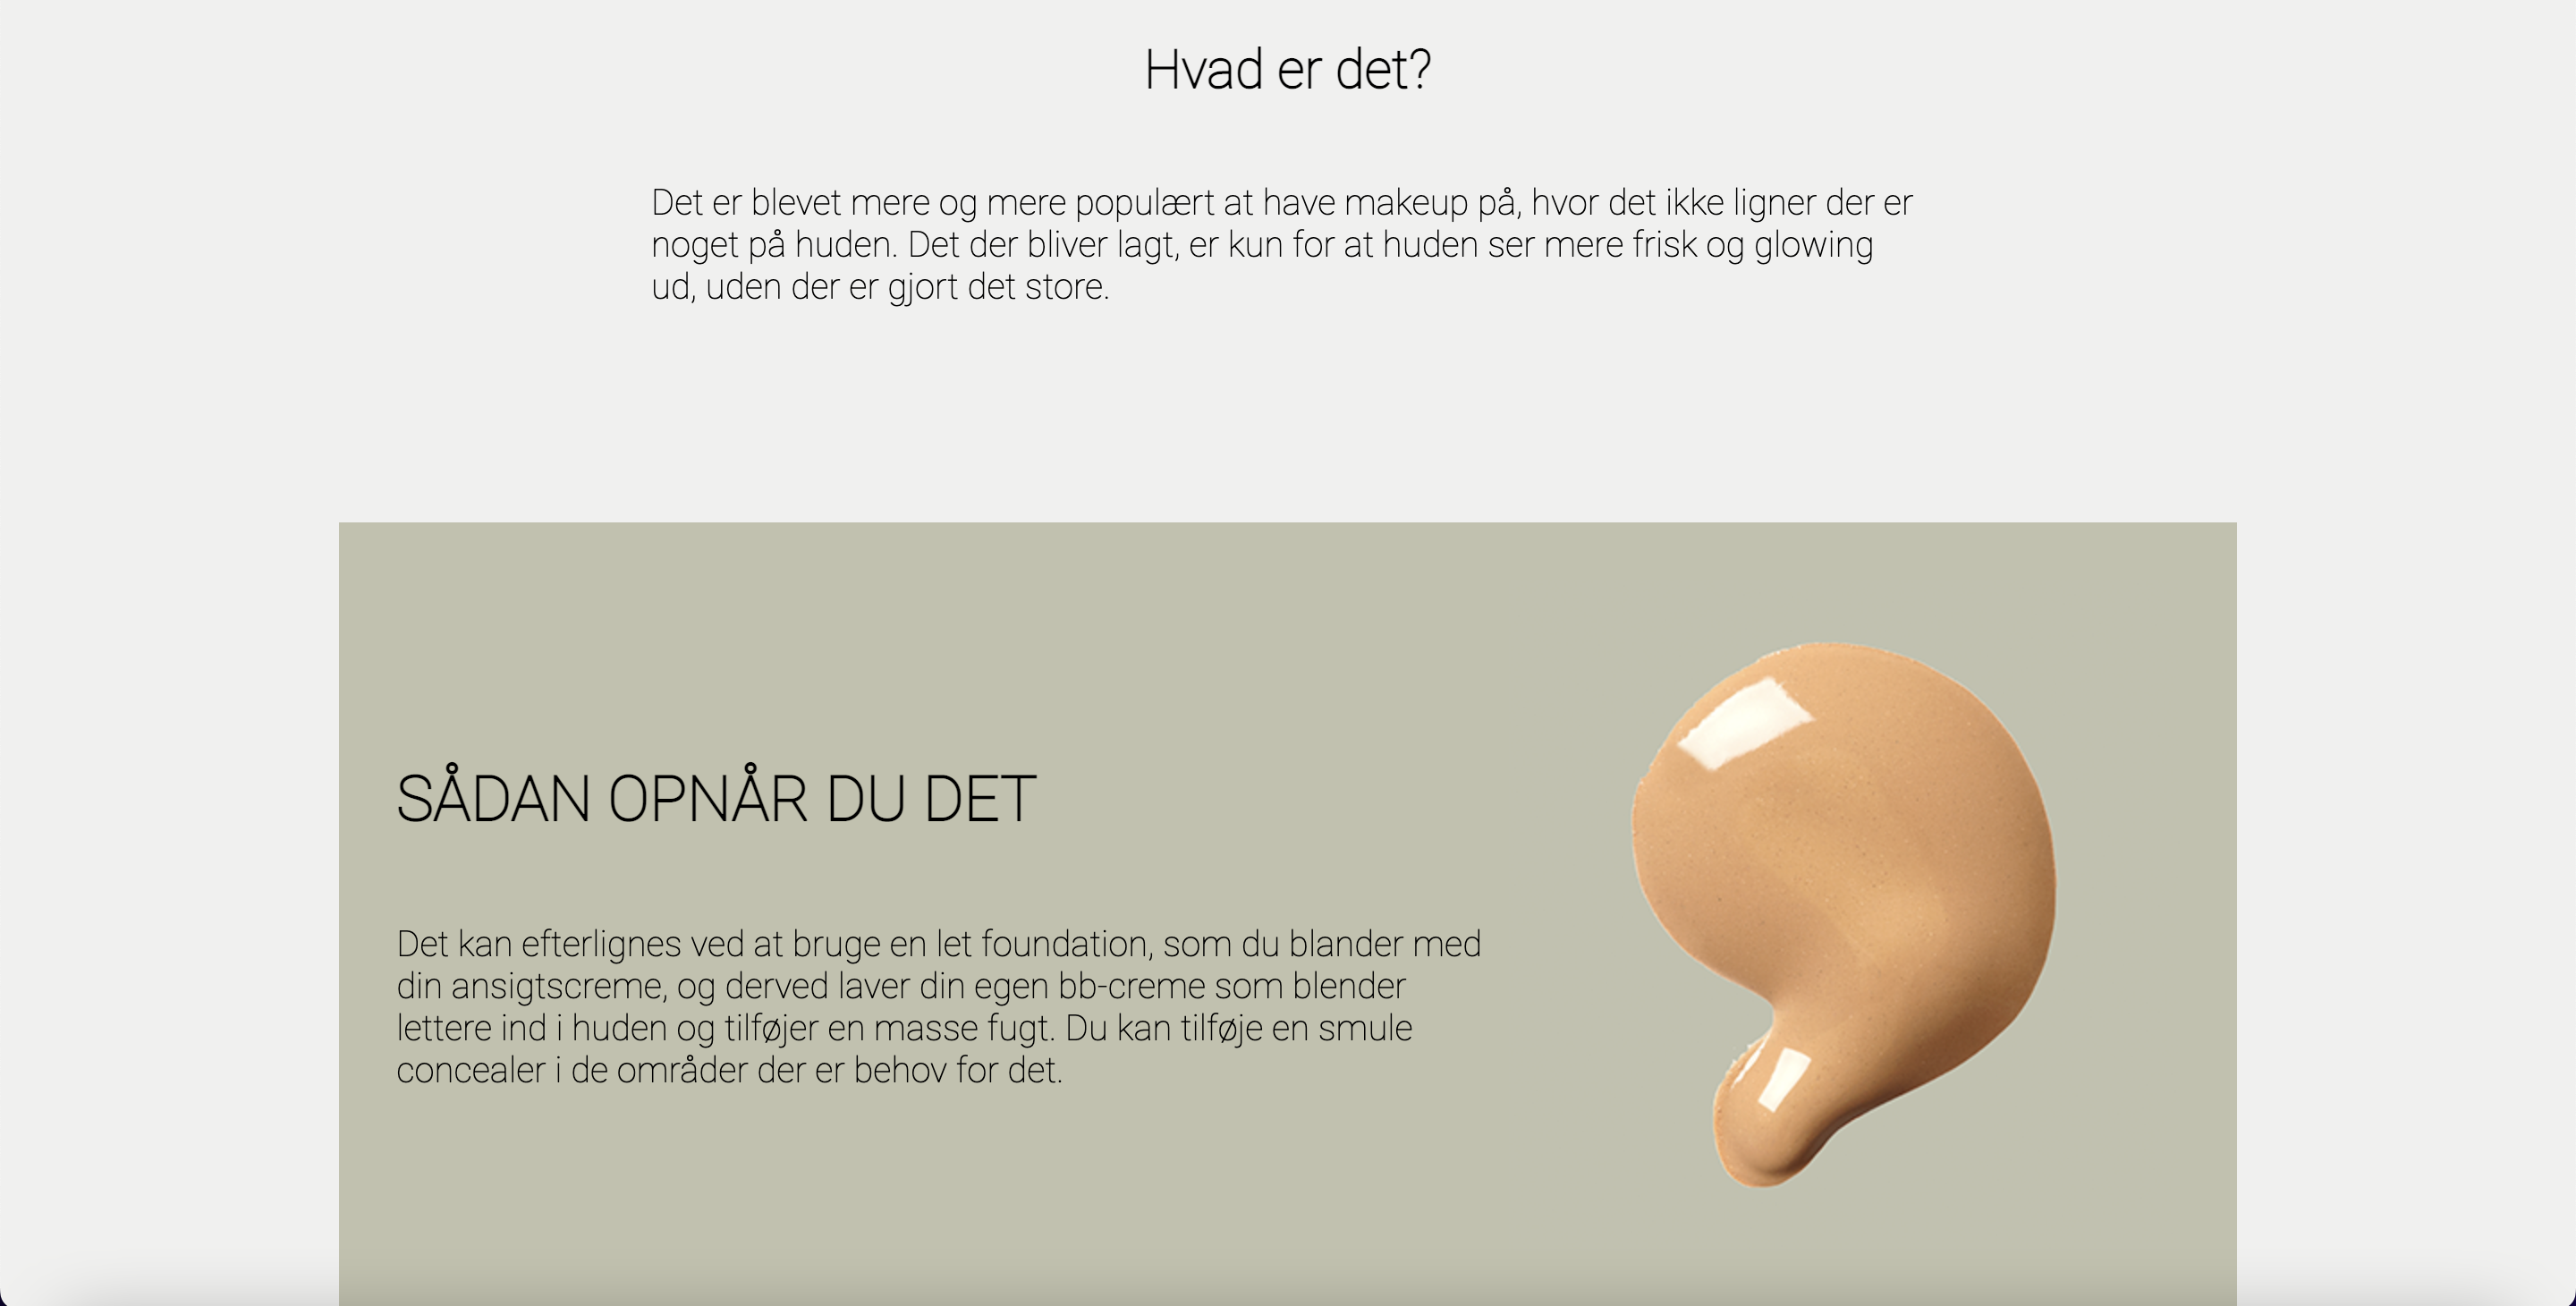 Hvad er det?
Det er blevet mere og mere populært at have makeup på, hvor det ikke ligner der er
noget på huden. Det der bliver lagt, er kun for at huden ser mere frisk og glowing
ud, uden der er gjort det store.
SÅDAN OPNÅR DU DET
Det kan efterlignes ved at bruge en let foundation, som du blander med
din ansigtscreme, og derved laver din egen bb-creme som blender
lettere ind i huden og tilføjer en masse fugt. Du kan tilføje en smule
concealer i de områder der er behov for det.